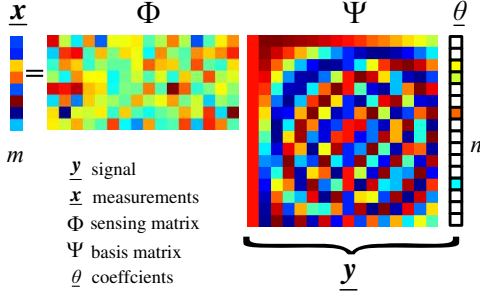 x Φ Ψ θ
=
m n
y signal
x measurements
Φ sensing matrix
Ψ basis matrix
θ coeffcients
y